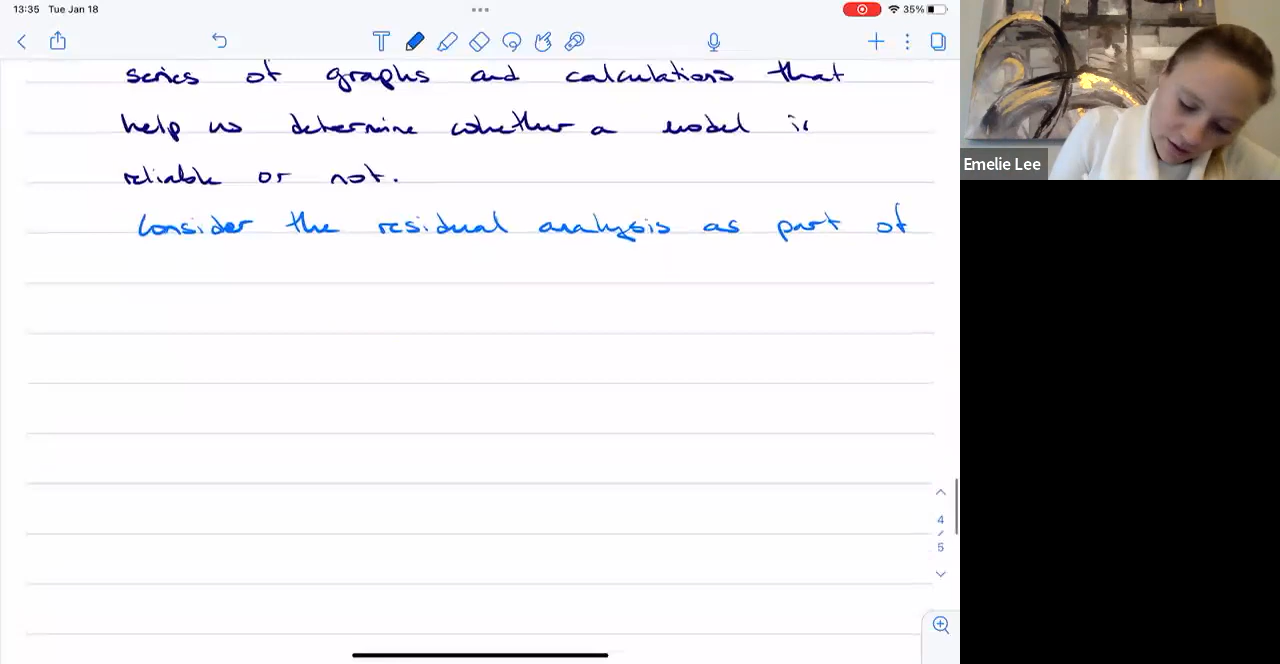 13:35 Tue Jan 18
35%
series of graphs and calculations that
help us determine whether a model is
reliable or not.
Consider the residual analysis as part of
Emelie Lee
4
/
5